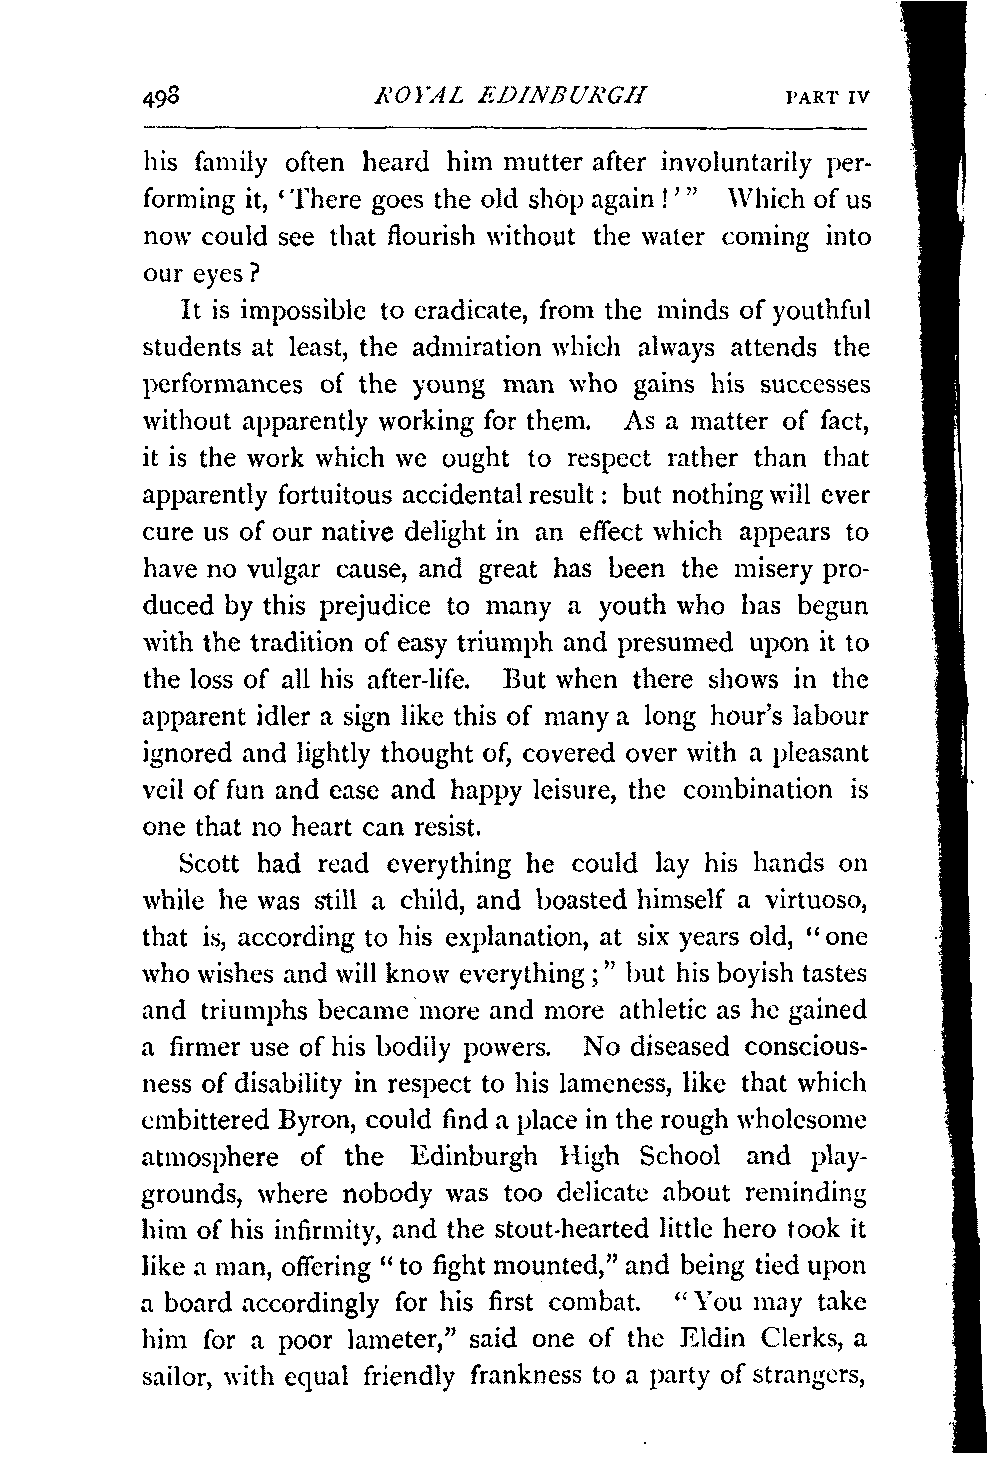 498 ROYAL EDINBURGH PART IV
his family often heard him mutter after involuntarily per-
forming it, ‘There goes the old shop again!’” Which of us
now could see that flourish without the water coming into
our eyes?
It is impossible to eradicate, from the minds of youthful
students at least, the admiration which always attends the
performances of the young man who gains his successes
without apparently working for them. As a matter of fact,
it is the work which we ought to respect rather than that
apparently fortuitous accidental result: but nothing will ever
cure us of our native delight in an effect which appears to
have no vulgar cause, and great has been the misery pro-
duced by this prejudice to many a youth who has begun
with the tradition of easy triumph and presumed upon it to
the loss of all his after-life. But when there shows in the
apparent idler a sign like this of many a long hour's labour
ignored and lightly thought of, covered over with a pleasant
veil of fun and ease and happy leisure, the combination is
one that no heart can resist.
Scott had read everything he could lay his hands on
while he was still a child, and boasted himself a virtuoso,
that is, according to his explanation, at six years old, “one
who wishes and will know everything;” but his boyish tastes
and triumphs became more and more athletic as he gained
a firmer use of his bodily powers. No diseased conscious-
ness of disability in respect to his lameness, like that which
embittered Byron, could find a place in the rough wholesome
atmosphere of the Edinburgh High School and play-
grounds, where nobody was too delicate about reminding
him of his infirmity, and the stout-hearted little hero took it
like a man, offering “to fight mounted,” and being tied upon
a board accordingly for his first combat. “You may take
him for a poor lameter,” said one of the Eldin Clerks, a
sailor, with equal friendly frankness to a party of strangers,